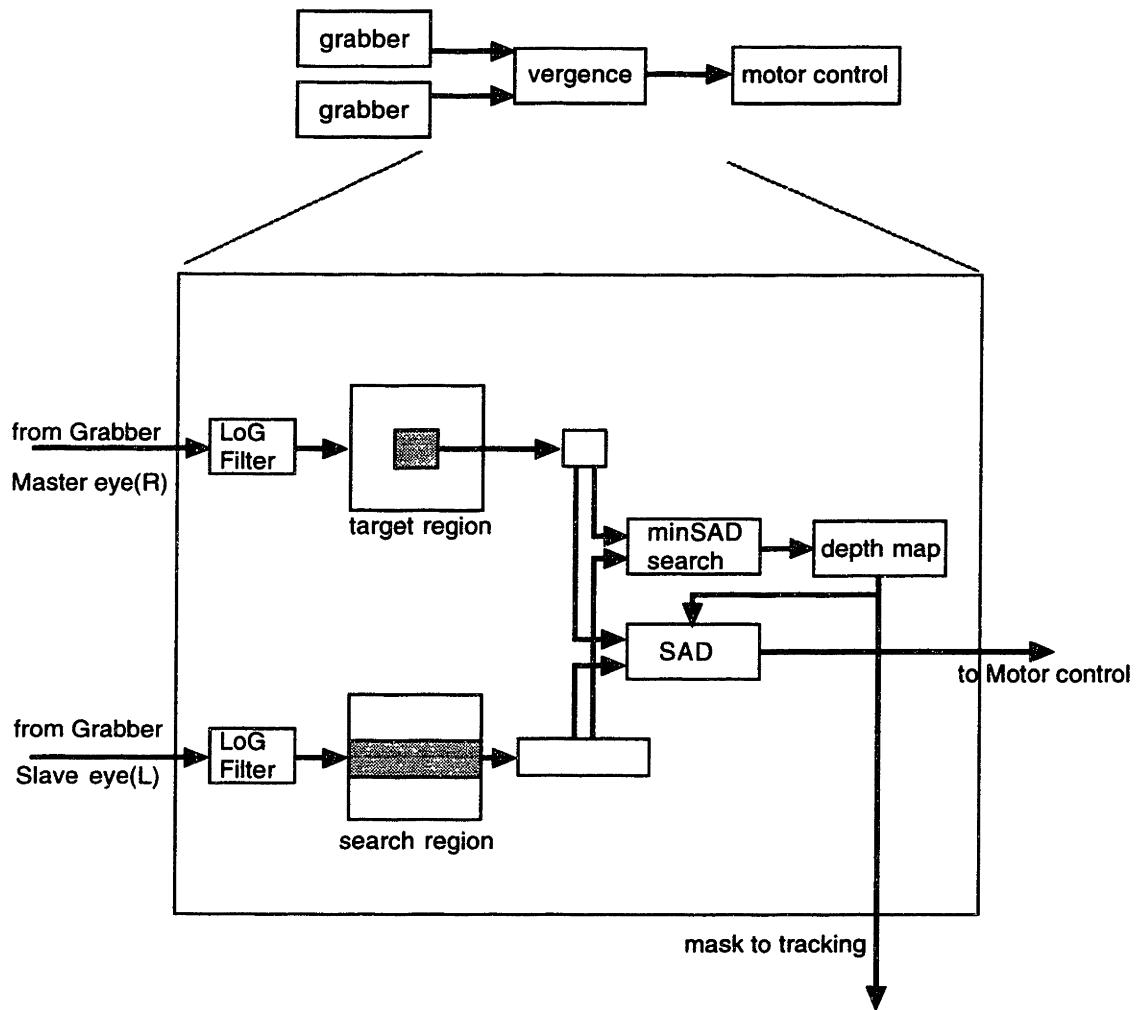 grabber
vergence
motor control
grabber
from Grabber
LoG
Filter
Master eye(R)
target region
minSAD
search
depth map
SAD
to Motor control
from Grabber
LoG
Filter
Slave eye(L)
search region
mask to tracking